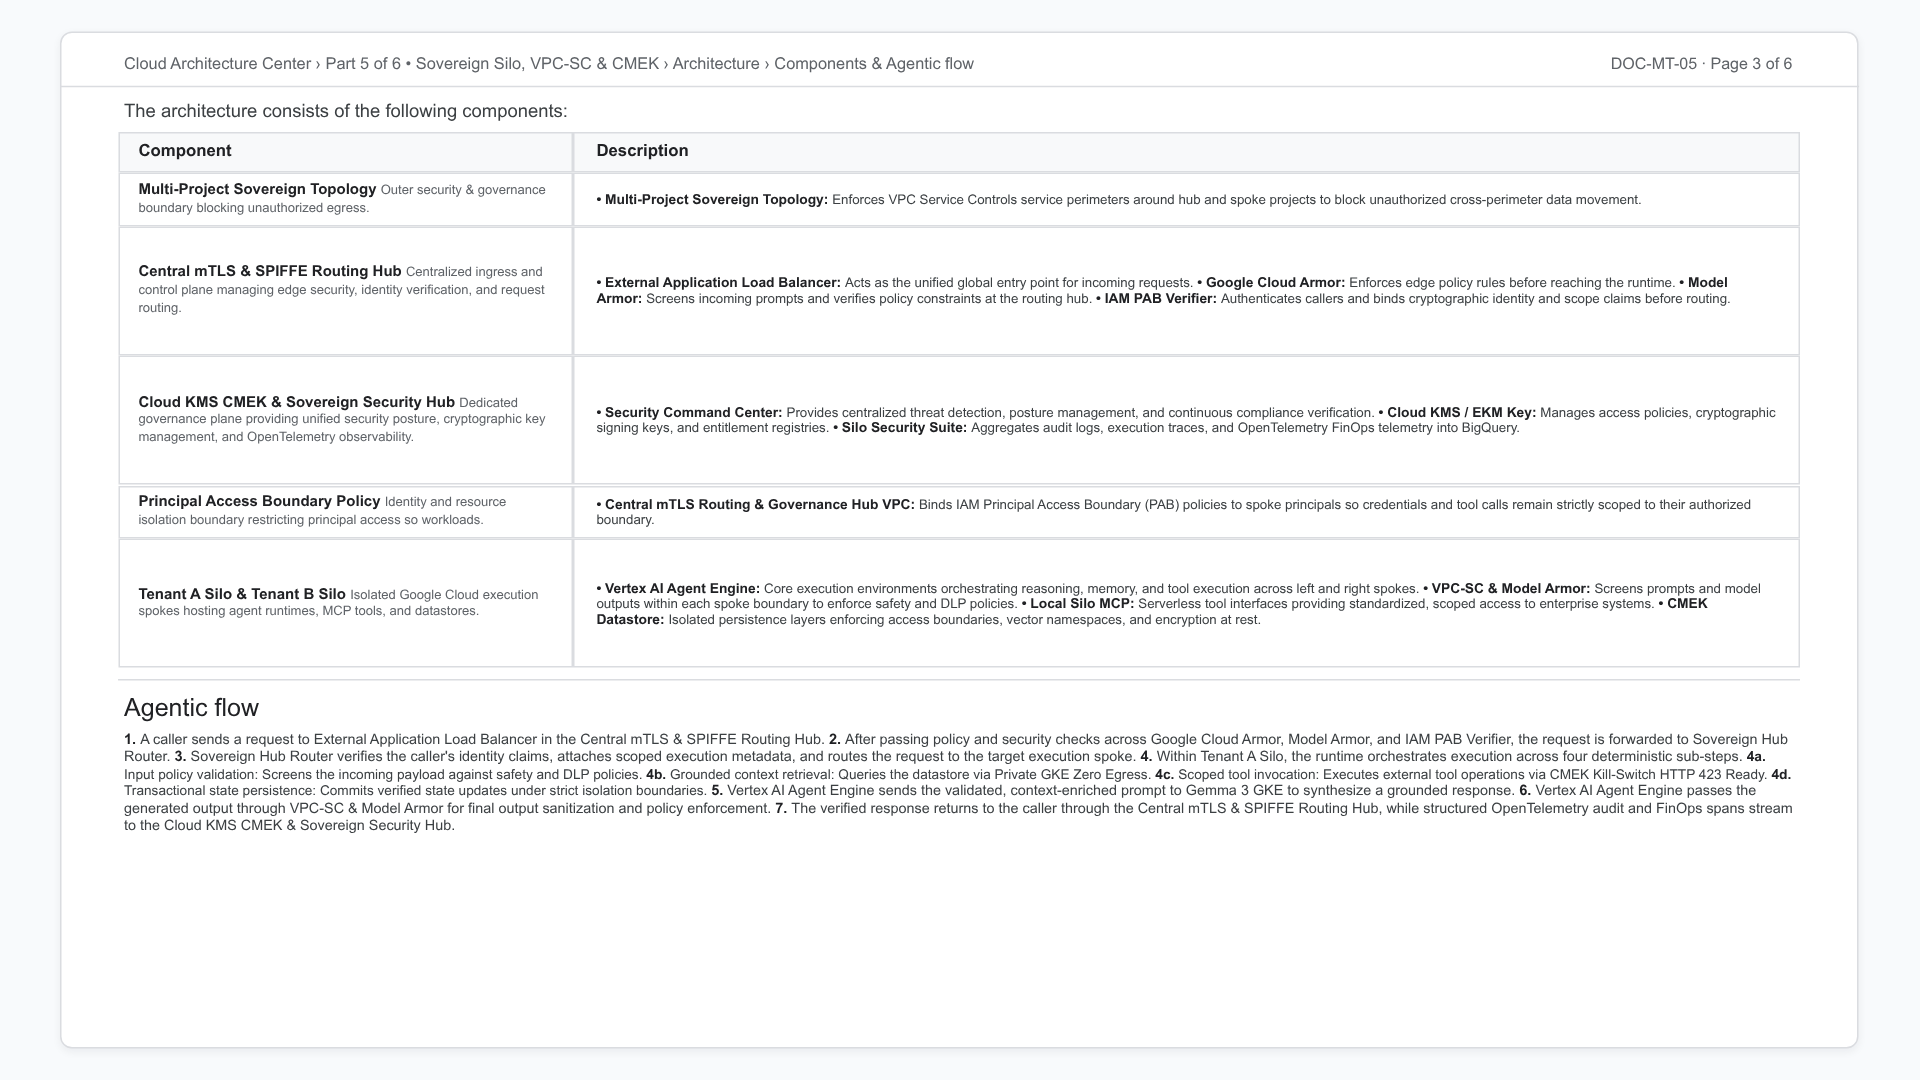 Cloud Architecture Center › Part 5 of 6 • Sovereign Silo, VPC-SC & CMEK › Architecture › Components & Agentic flow
DOC-MT-05 · Page 3 of 6
The architecture consists of the following components:
Component
Description
Multi-Project Sovereign Topology Outer security & governance
boundary blocking unauthorized egress.
• Multi-Project Sovereign Topology: Enforces VPC Service Controls service perimeters around hub and spoke projects to block unauthorized cross-perimeter data movement.
Central mTLS & SPIFFE Routing Hub Centralized ingress and
control plane managing edge security, identity verification, and request
routing.
• External Application Load Balancer: Acts as the unified global entry point for incoming requests. • Google Cloud Armor: Enforces edge policy rules before reaching the runtime. • Model
Armor: Screens incoming prompts and verifies policy constraints at the routing hub. • IAM PAB Verifier: Authenticates callers and binds cryptographic identity and scope claims before routing.
Cloud KMS CMEK & Sovereign Security Hub Dedicated
governance plane providing unified security posture, cryptographic key
management, and OpenTelemetry observability.
• Security Command Center: Provides centralized threat detection, posture management, and continuous compliance verification. • Cloud KMS / EKM Key: Manages access policies, cryptographic
signing keys, and entitlement registries. • Silo Security Suite: Aggregates audit logs, execution traces, and OpenTelemetry FinOps telemetry into BigQuery.
Principal Access Boundary Policy Identity and resource
isolation boundary restricting principal access so workloads.
• Central mTLS Routing & Governance Hub VPC: Binds IAM Principal Access Boundary (PAB) policies to spoke principals so credentials and tool calls remain strictly scoped to their authorized
boundary.
Tenant A Silo & Tenant B Silo Isolated Google Cloud execution
spokes hosting agent runtimes, MCP tools, and datastores.
• Vertex AI Agent Engine: Core execution environments orchestrating reasoning, memory, and tool execution across left and right spokes. • VPC-SC & Model Armor: Screens prompts and model
outputs within each spoke boundary to enforce safety and DLP policies. • Local Silo MCP: Serverless tool interfaces providing standardized, scoped access to enterprise systems. • CMEK
Datastore: Isolated persistence layers enforcing access boundaries, vector namespaces, and encryption at rest.
Agentic flow
1. A caller sends a request to External Application Load Balancer in the Central mTLS & SPIFFE Routing Hub. 2. After passing policy and security checks across Google Cloud Armor, Model Armor, and IAM PAB Verifier, the request is forwarded to Sovereign Hub
Router. 3. Sovereign Hub Router verifies the caller's identity claims, attaches scoped execution metadata, and routes the request to the target execution spoke. 4. Within Tenant A Silo, the runtime orchestrates execution across four deterministic sub-steps. 4a.
Input policy validation: Screens the incoming payload against safety and DLP policies. 4b. Grounded context retrieval: Queries the datastore via Private GKE Zero Egress. 4c. Scoped tool invocation: Executes external tool operations via CMEK Kill-Switch HTTP 423 Ready. 4d.
Transactional state persistence: Commits verified state updates under strict isolation boundaries. 5. Vertex AI Agent Engine sends the validated, context-enriched prompt to Gemma 3 GKE to synthesize a grounded response. 6. Vertex AI Agent Engine passes the
generated output through VPC-SC & Model Armor for final output sanitization and policy enforcement. 7. The verified response returns to the caller through the Central mTLS & SPIFFE Routing Hub, while structured OpenTelemetry audit and FinOps spans stream
to the Cloud KMS CMEK & Sovereign Security Hub.